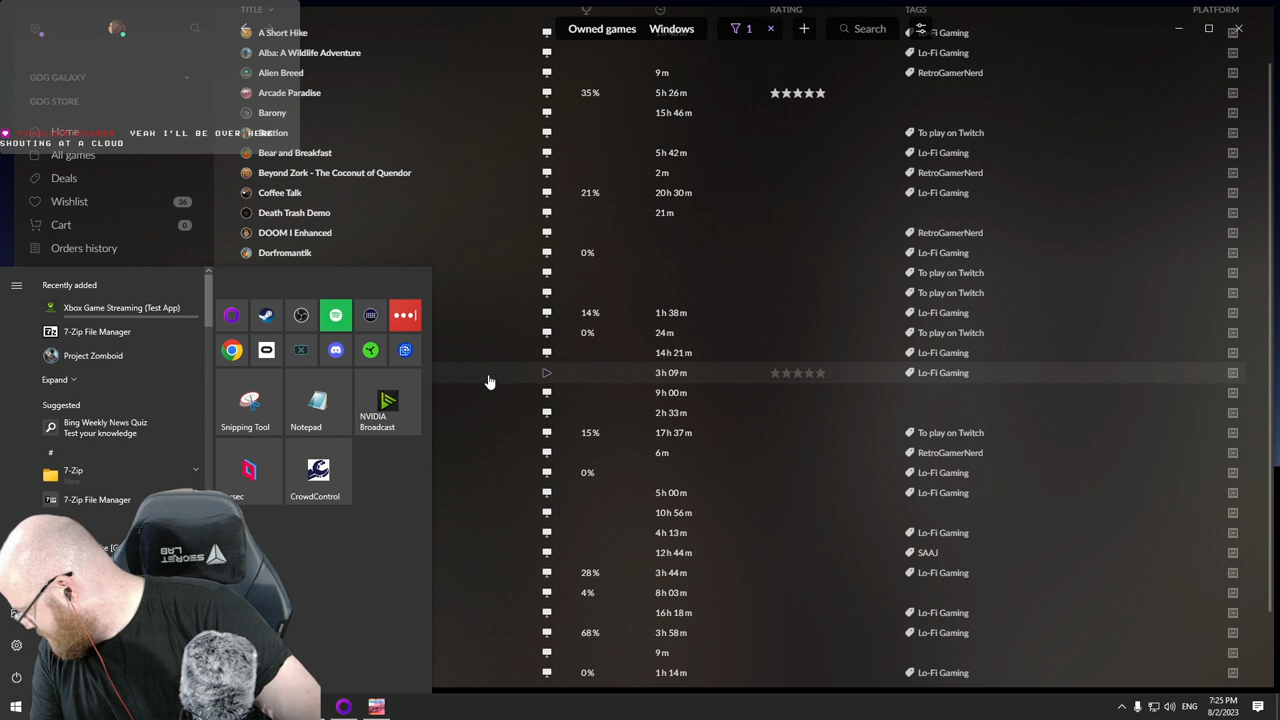 TITLE
RATING
TAGS
PLATFORM
Owned games
Windows
1
×
+
Search
A Short Hike
Lo-Fi Gaming
Alba: A Wildlife Adventure
Lo-Fi Gaming
Alien Breed
9 m
RetroGamerNerd
Arcade Paradise
35%
5 h 26 m
Barony
15 h 46 m
To play on Twitch
Bear and Breakfast
5 h 42 m
Lo-Fi Gaming
Beyond Zork - The Coconut of Quendor
2 m
RetroGamerNerd
Coffee Talk
21%
20 h 30 m
Lo-Fi Gaming
Death Trash Demo
21 m
DOOM I Enhanced
RetroGamerNerd
Dorfromantik
0%
Lo-Fi Gaming
To play on Twitch
To play on Twitch
14%
1 h 38 m
Lo-Fi Gaming
0%
24 m
To play on Twitch
14 h 21 m
Lo-Fi Gaming
3 h 09 m
Lo-Fi Gaming
9 h 00 m
2 h 33 m
15%
17 h 37 m
To play on Twitch
6 m
RetroGamerNerd
0%
Lo-Fi Gaming
5 h 00 m
Lo-Fi Gaming
10 h 56 m
4 h 13 m
Lo-Fi Gaming
12 h 44 m
SAAJ
28%
3 h 44 m
Lo-Fi Gaming
4%
8 h 03 m
16 h 18 m
Lo-Fi Gaming
68%
3 h 58 m
Lo-Fi Gaming
9 m
0%
1 h 14 m
Lo-Fi Gaming
GOG GALAXY
GOG STORE
Home
YEAH I'LL BE OVER HERE
SHOUTING AT A CLOUD
All games
Deals
Wishlist
36
Cart
0
Orders history
Recently added
Xbox Game Streaming (Test App)
7-Zip File Manager
Project Zomboid
Expand
Suggested
Bing Weekly News Quiz
Test your knowledge
#
7-Zip
New
7-Zip File Manager
Snipping Tool
Notepad
NVIDIA
Broadcast
CrowdControl
SECRET
LAB
ENG
7:25 PM
8/2/2023